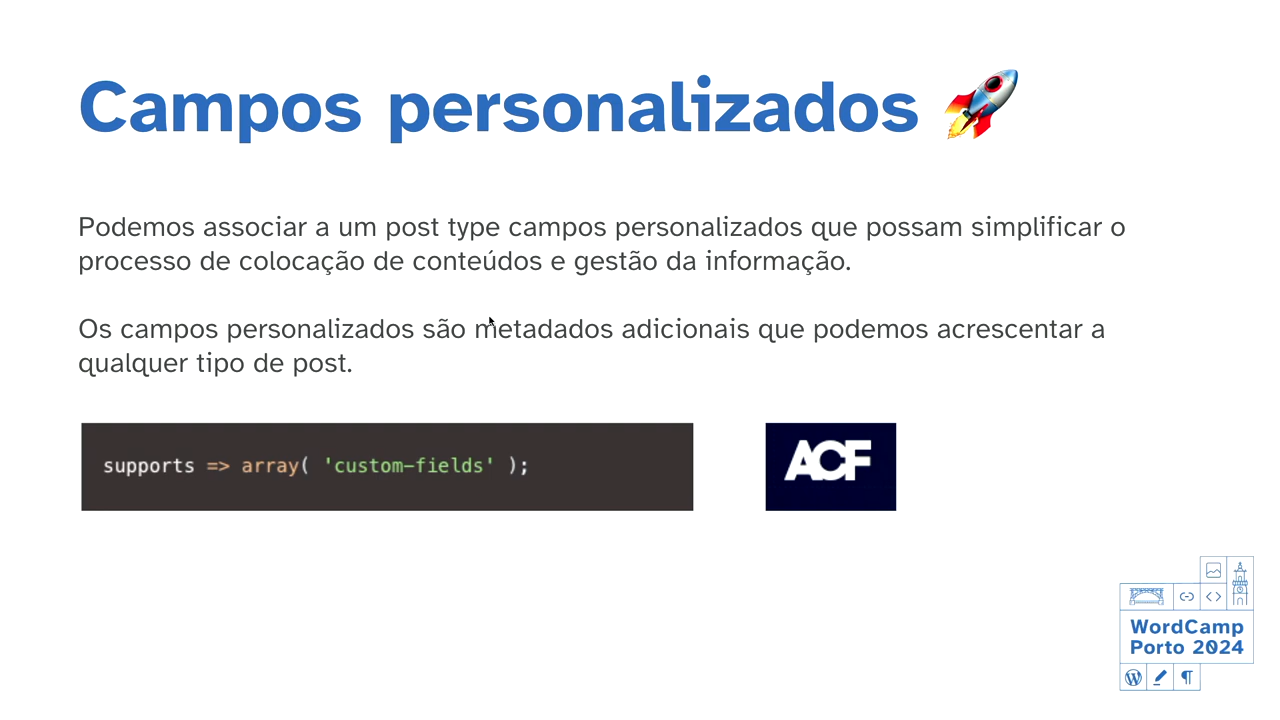 Campos personalizados 🚀
Podemos associar a um post type campos personalizados que possam simplificar o
processo de colocação de conteúdos e gestão da informação.
Os campos personalizados são metadados adicionais que podemos acrescentar a
qualquer tipo de post.
supports => array( 'custom-fields' );
ACF
WordCamp
Porto 2024